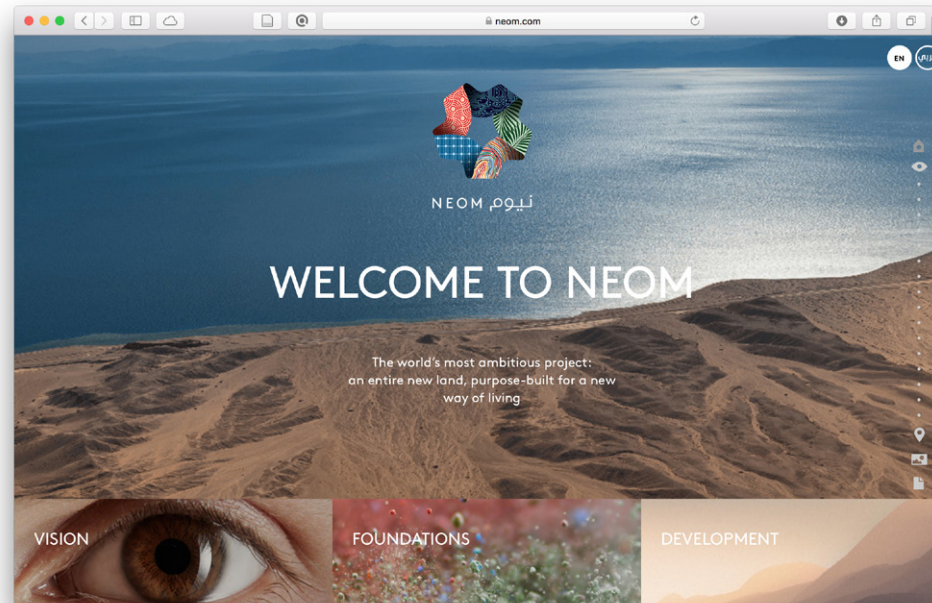 neom.com
EN
NEOM نيوم
WELCOME TO NEOM
The world's most ambitious project:
an entire new land, purpose-built for a new
way of living
VISION
FOUNDATIONS
DEVELOPMENT